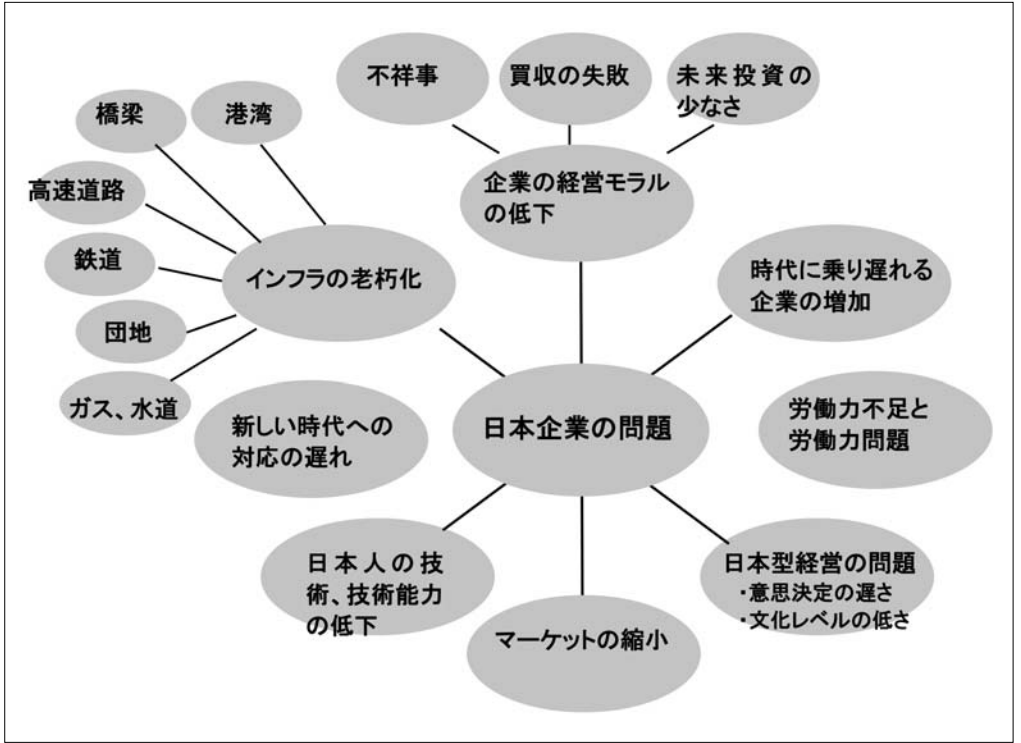 不祥事
買収の失敗
未来投資の
少なさ
橋梁
港湾
高速道路
鉄道
団地
ガス、水道
インフラの老朽化
企業の経営モラル
の低下
時代に乗り遅れる
企業の増加
新しい時代への
対応の遅れ
日本企業の問題
労働力不足と
労働力問題
日本人の技
術、技術能力
の低下
マーケットの縮小
日本型経営の問題
・意思決定の遅さ
・文化レベルの低さ